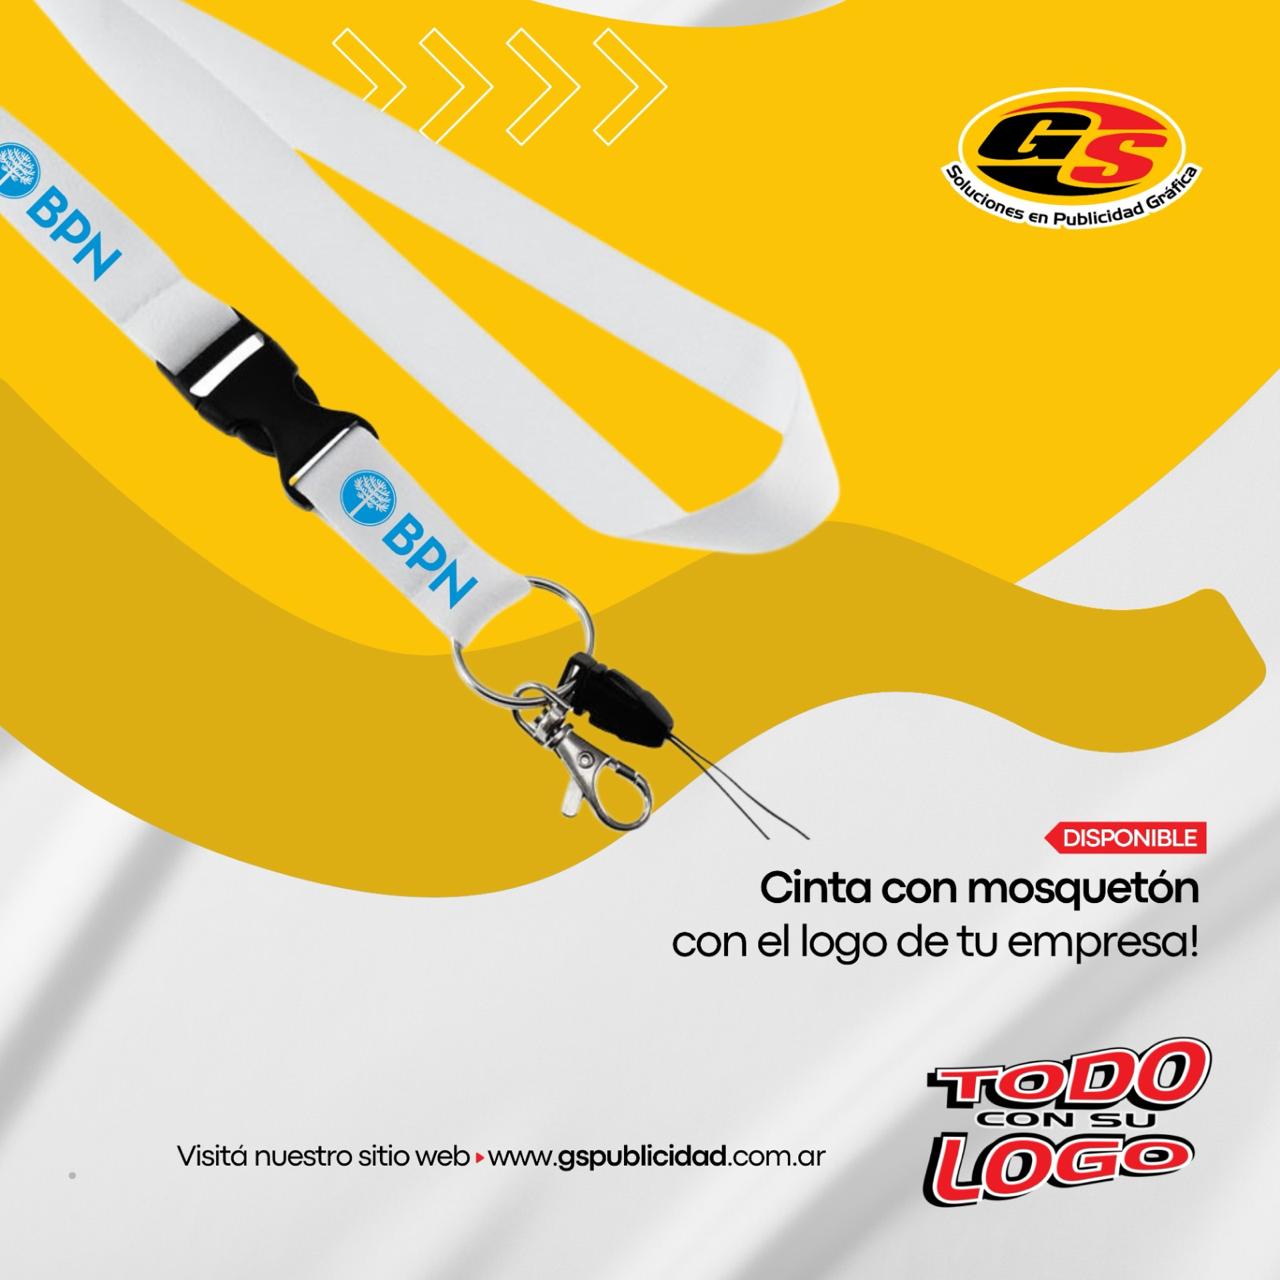 GS
Soluciones en Publicidad Gráfica
BPN
BPN
DISPONIBLE
Cinta con mosquetón
con el logo de tu empresa!
TODO
CON SU
LOGO
Visitá nuestro sitio web www.gspublicidad.com.ar